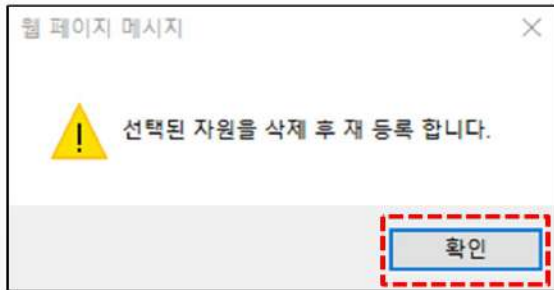 웹 페이지 메시지
선택된 자원을 삭제 후 재 등록 합니다.
확인